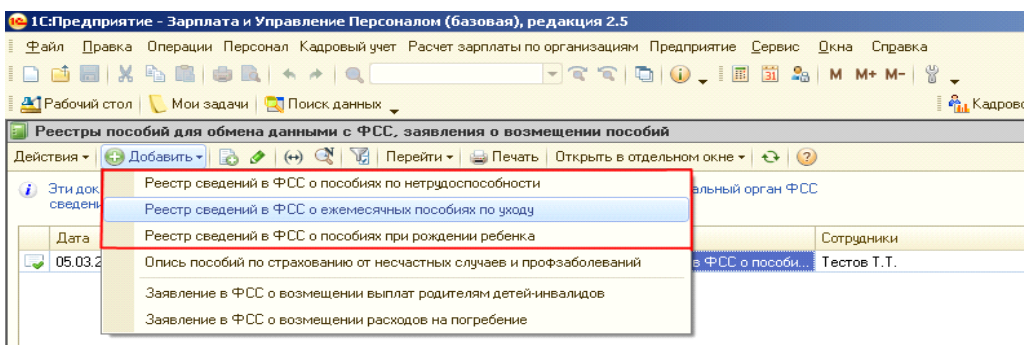 1С:Предприятие - Зарплата и Управление Персоналом (базовая), редакция 2.5
Файл Правка Операции Персонал Кадровый учет Расчет зарплаты по организациям Предприятие Сервис Окна Справка
M M+ M-
Рабочий стол Мои задачи Поиск данных Кадрово
Реестры пособий для обмена данными с ФСС, заявления о возмещении пособий
Действия Добавить Перейти Печать Открыть в отдельном окне
Реестр сведений в ФСС о пособиях по нетрудоспособности
Эти док альный орган ФСС
сведени Реестр сведений в ФСС о ежемесячных пособиях по уходу
Дата Реестр сведений в ФСС о пособиях при рождении ребенка Сотрудники
05.03.2 Опись пособий по страхованию от несчастных случаев и профзаболеваний в ФСС о пособи... Тестов Т.Т.
Заявление в ФСС о возмещении выплат родителям детей-инвалидов
Заявление в ФСС о возмещении расходов на погребение